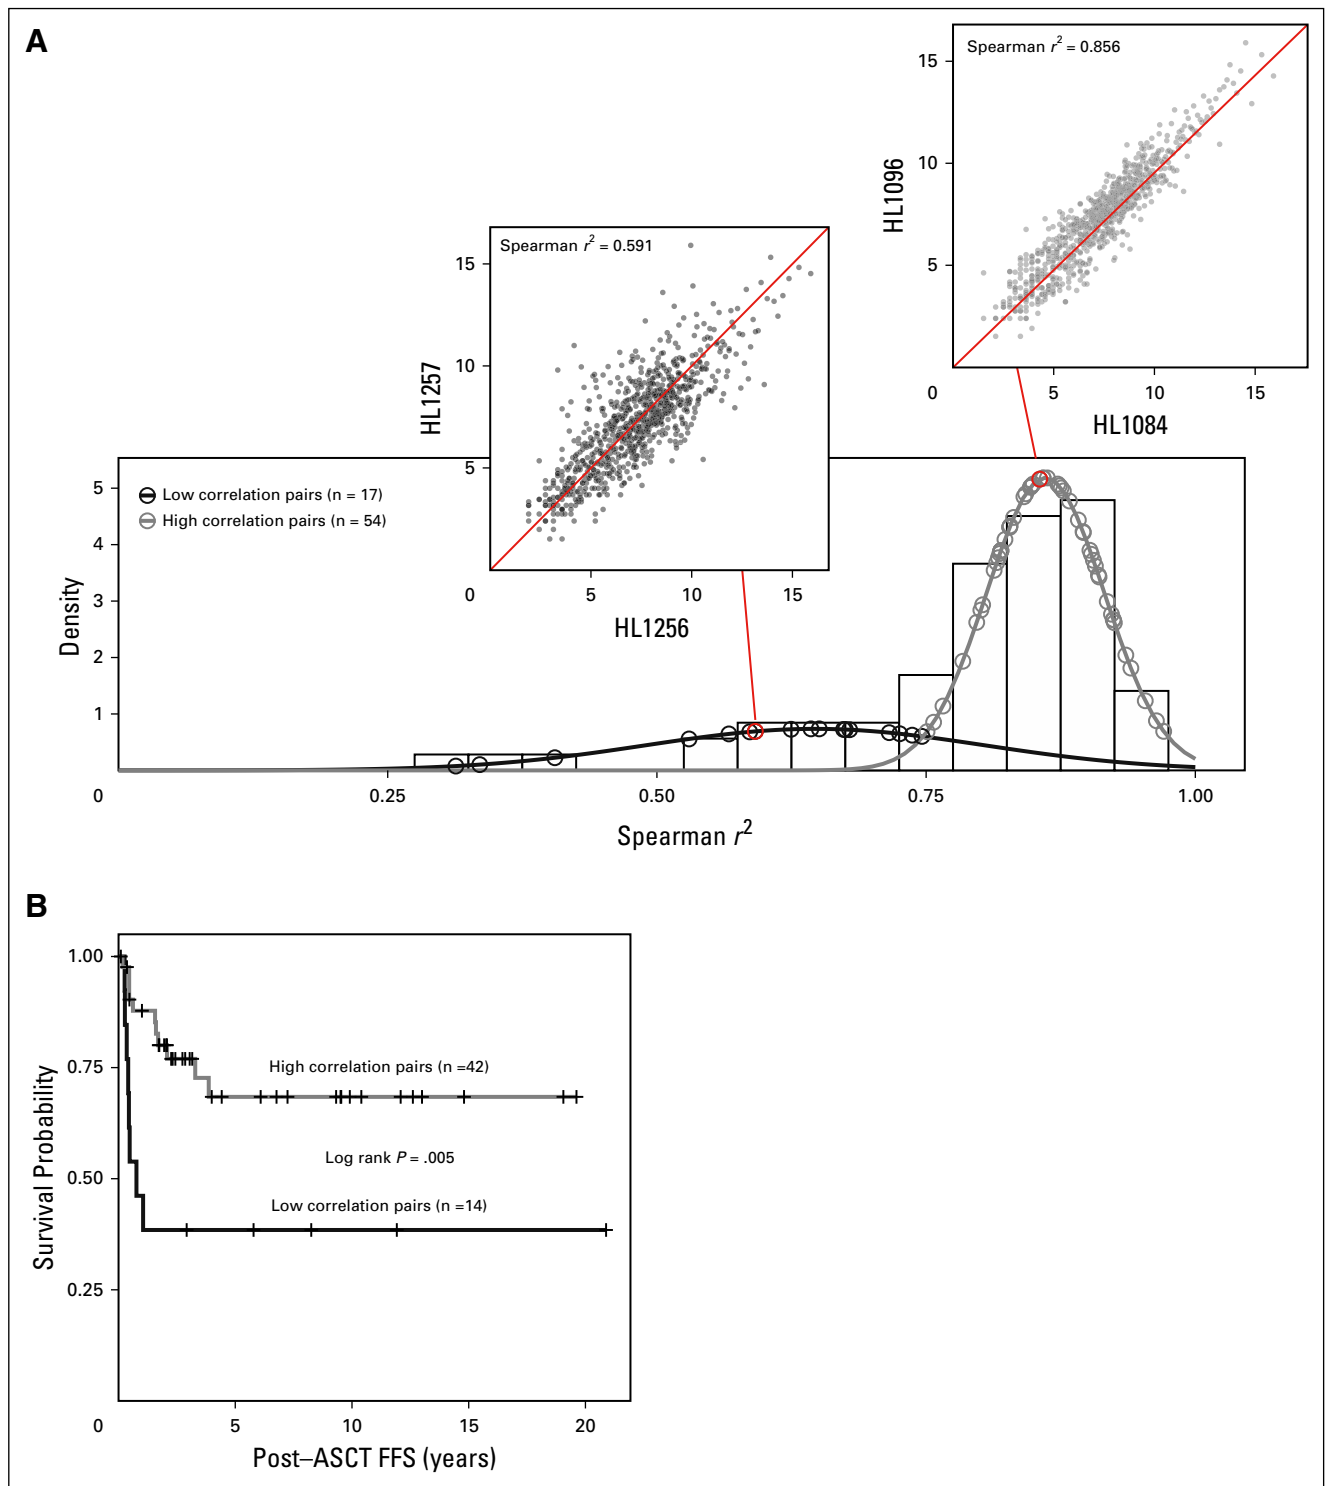 A
Spearman r² = 0.856
15
10
5
0
5
10
15
HL1096
HL1084
Spearman r² = 0.591
15
10
5
0
5
10
15
HL1257
HL1256
Low correlation pairs (n = 17)
High correlation pairs (n = 54)
5
4
3
2
1
Density
0
0.25
0.50
0.75
1.00
Spearman r²
B
1.00
0.75
0.50
0.25
Survival Probability
High correlation pairs (n =42)
Log rank P = .005
Low correlation pairs (n =14)
0
5
10
15
20
Post–ASCT FFS (years)